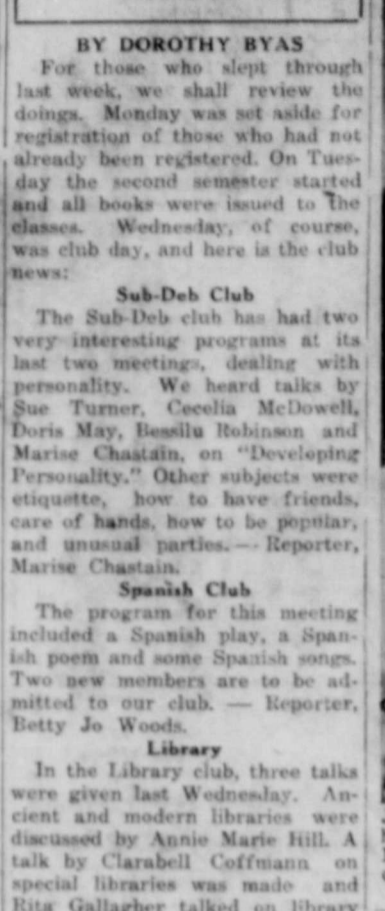 BY DOROTHY BYAS
For those who slept through
last week, we shall review the
doings. Monday was set aside for
registration of those who had not
already been registered. On Tues-
day the second semester started
and all books were issued to the
classes. Wednesday, of course,
was club day, and here is the club
news:
Sub-Deb Club
The Sub-Deb club has had two
very interesting programs at its
last two meetings, dealing with
personality. We heard talks by
Sue Turner, Cecelia McDowell,
Doris May, Bessilu Robinson and
Marise Chastain, on "Developing
Personality." Other subjects were
etiquette, how to have friends,
care of hands, how to be popular,
and unusual parties. — Reporter,
Marise Chastain.
Spanish Club
The program for this meeting
included a Spanish play, a Span-
ish poem and some Spanish songs.
Two new members are to be ad-
mitted to our club. — Reporter,
Betty Jo Woods.
Library
In the Library club, three talks
were given last Wednesday. An-
cient and modern libraries were
discussed by Annie Marie Hill. A
talk by Clarabell Coffmann on
special libraries was made and
Rita Gallagher talked on library